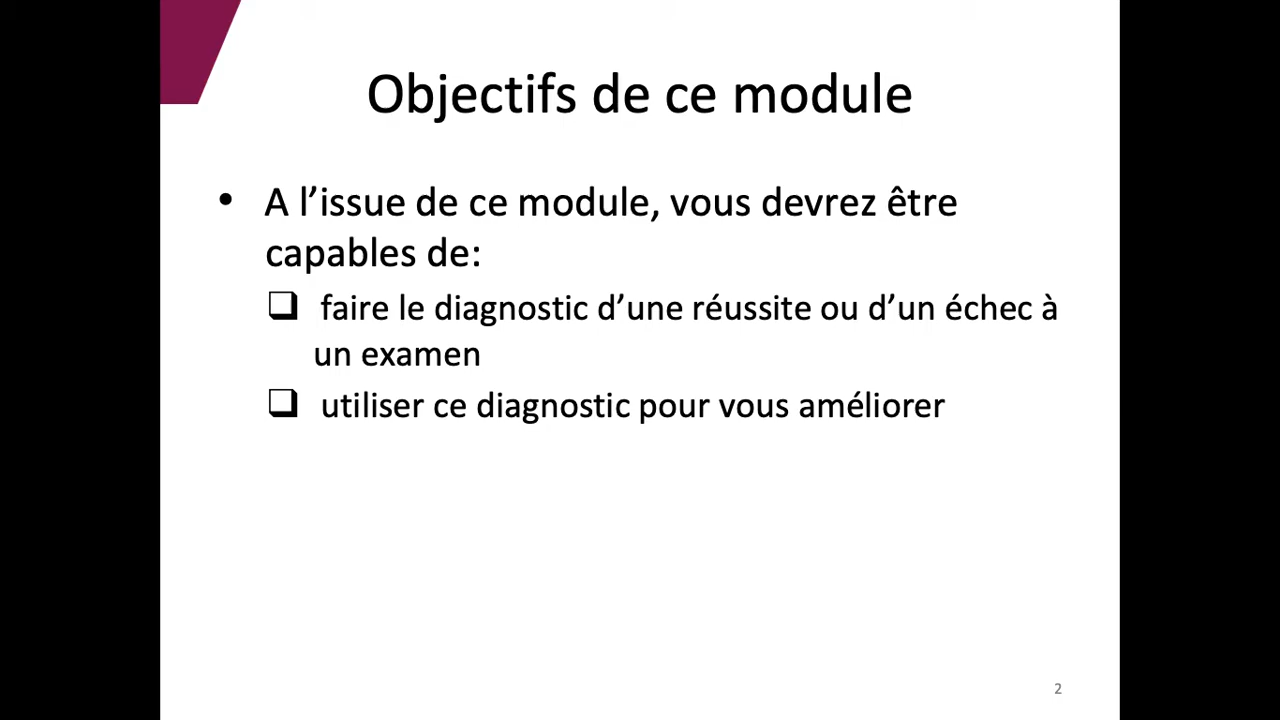 Objectifs de ce module
• A l’issue de ce module, vous devrez être
capables de:
❑ faire le diagnostic d’une réussite ou d’un échec à
un examen
❑ utiliser ce diagnostic pour vous améliorer
2